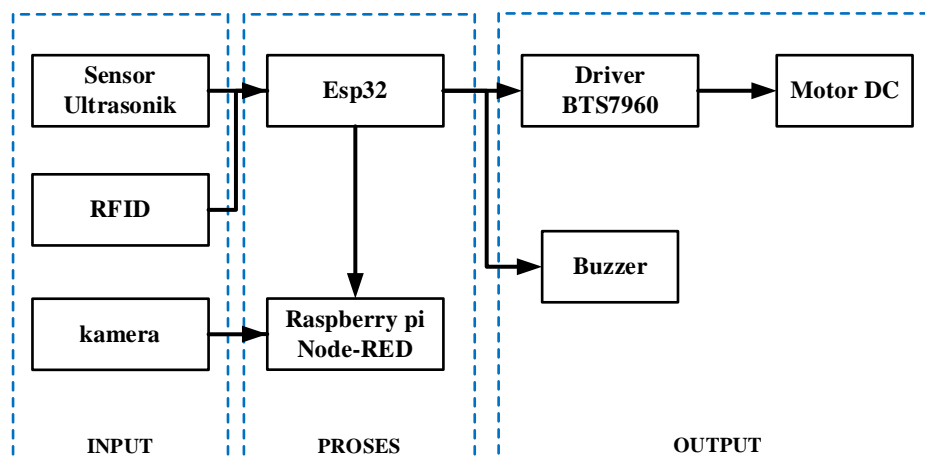 Sensor
Ultrasonik
Esp32
Driver
BTS7960
Motor DC
RFID
Buzzer
kamera
Raspberry pi
Node-RED
INPUT
PROSES
OUTPUT